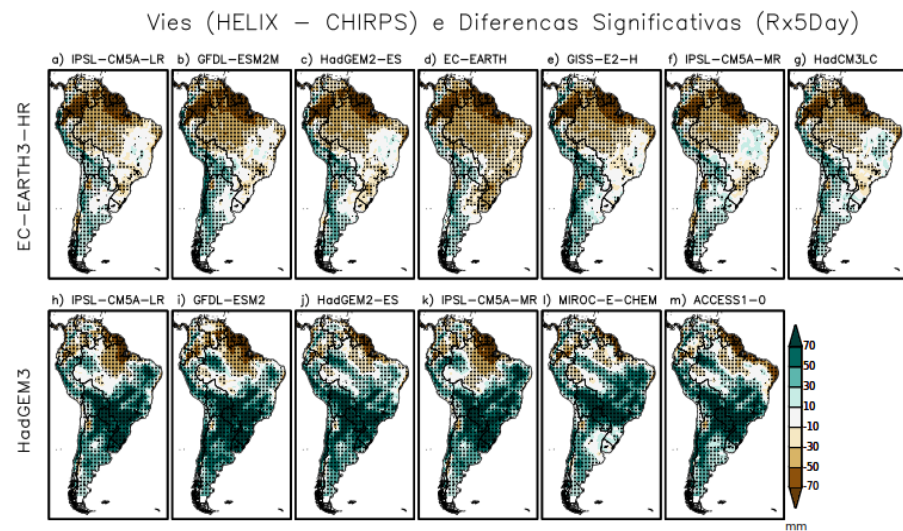 Vies (HELIX – CHIRPS) e Diferencas Significativas (Rx5Day)
EC-EARTH3-HR
a) IPSL-CM5A-LR b) GFDL-ESM2M c) HadGEM2-ES d) EC-EARTH e) GISS-E2-H f) IPSL-CM5A-MR g) HadCM3LC
HadGEM3
h) IPSL-CM5A-LR i) GFDL-ESM2 j) HadGEM2-ES k) IPSL-CM5A-MR l) MIROC-E-CHEM m) ACCESS1-0
70
50
30
10
-10
-30
-50
-70
mm